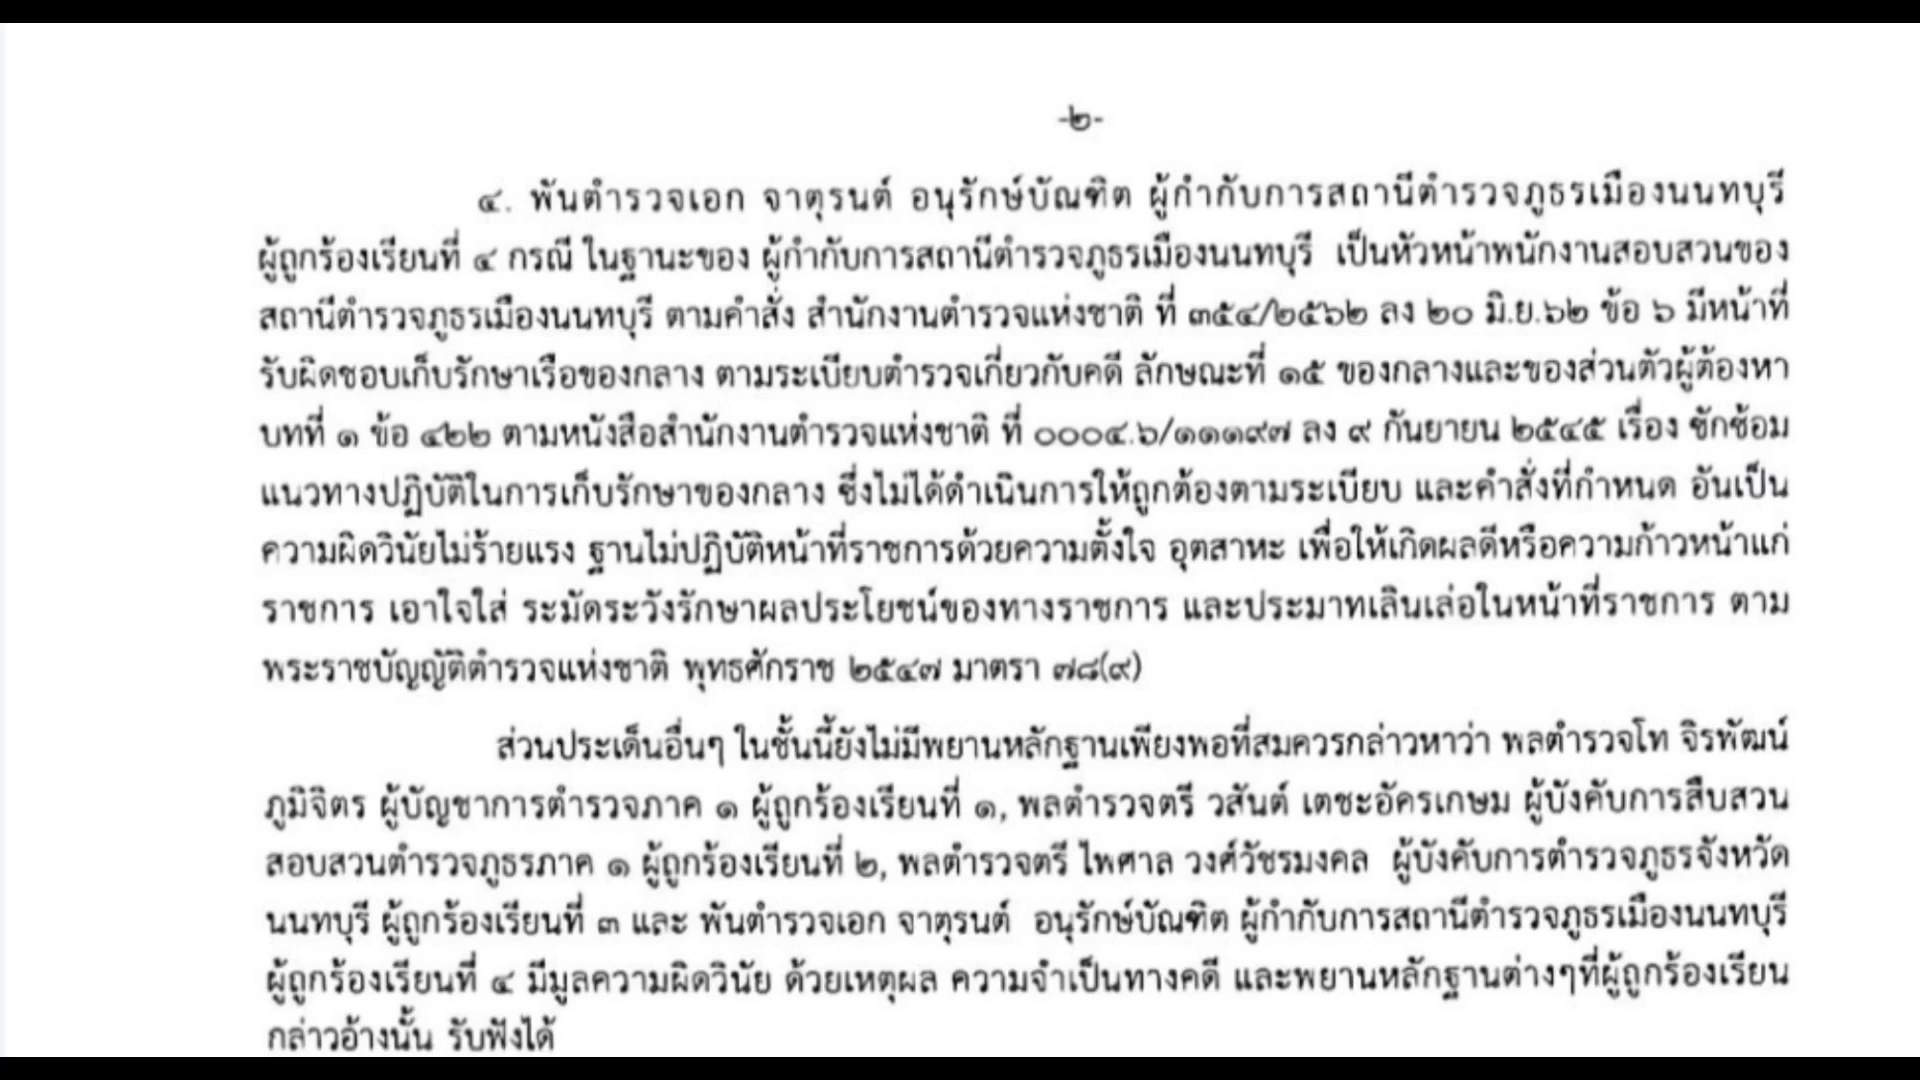 -๒-
๔. พันตำรวจเอก จาตุรนต์ อนุรักษ์บัณฑิต ผู้กำกับการสถานีตำรวจภูธรเมืองนนทบุรี
ผู้ถูกร้องเรียนที่ ๔ กรณี ในฐานะของ ผู้กำกับการสถานีตำรวจภูธรเมืองนนทบุรี เป็นหัวหน้าพนักงานสอบสวนของ
สถานีตำรวจภูธรเมืองนนทบุรี ตามคำสั่ง สำนักงานตำรวจแห่งชาติ ที่ ๓๕๔/๒๕๖๒ ลง ๒๐ มิ.ย.๖๒ ข้อ ๖ มีหน้าที่
รับผิดชอบเก็บรักษาเรือของกลาง ตามระเบียบตำรวจเกี่ยวกับคดี ลักษณะที่ ๑๕ ของกลางและของส่วนตัวผู้ต้องหา
บทที่ ๑ ข้อ ๔๒๒ ตามหนังสือสำนักงานตำรวจแห่งชาติ ที่ ๐๐๐๔.๖/๑๑๑๙๗ ลง ๙ กันยายน ๒๕๔๕ เรื่อง ซักซ้อม
แนวทางปฏิบัติในการเก็บรักษาของกลาง ซึ่งไม่ได้ดำเนินการให้ถูกต้องตามระเบียบ และคำสั่งที่กำหนด อันเป็น
ความผิดวินัยไม่ร้ายแรง ฐานไม่ปฏิบัติหน้าที่ราชการด้วยความตั้งใจ อุตสาหะ เพื่อให้เกิดผลดีหรือความก้าวหน้าแก่
ราชการ เอาใจใส่ ระมัดระวังรักษาผลประโยชน์ของทางราชการ และประมาทเลินเล่อในหน้าที่ราชการ ตาม
พระราชบัญญัติตำรวจแห่งชาติ พุทธศักราช ๒๕๔๗ มาตรา ๗๘(๙)
ส่วนประเด็นอื่นๆ ในชั้นนี้ยังไม่มีพยานหลักฐานเพียงพอที่สมควรกล่าวหาว่า พลตำรวจโท จิรพัฒน์
ภูมิจิตร ผู้บัญชาการตำรวจภาค ๑ ผู้ถูกร้องเรียนที่ ๑, พลตำรวจตรี วสันต์ เตชะอัครเกษม ผู้บังคับการสืบสวน
สอบสวนตำรวจภูธรภาค ๑ ผู้ถูกร้องเรียนที่ ๒, พลตำรวจตรี ไพศาล วงศ์วัชรมงคล ผู้บังคับการตำรวจภูธรจังหวัด
นนทบุรี ผู้ถูกร้องเรียนที่ ๓ และ พันตำรวจเอก จาตุรนต์ อนุรักษ์บัณฑิต ผู้กำกับการสถานีตำรวจภูธรเมืองนนทบุรี
ผู้ถูกร้องเรียนที่ ๔ มีมูลความผิดวินัย ด้วยเหตุผล ความจำเป็นทางคดี และพยานหลักฐานต่างๆที่ผู้ถูกร้องเรียน
กล่าวอ้างนั้น รับฟังได้